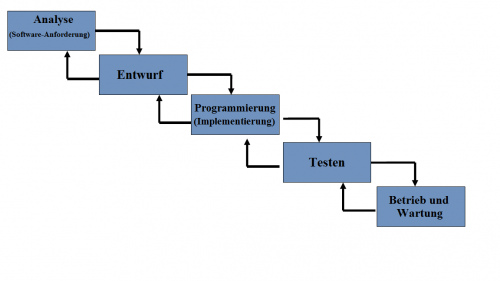 Analyse
(Software-Anforderung)
Entwurf
Programmierung
(Implementierung)
Testen
Betrieb und
Wartung